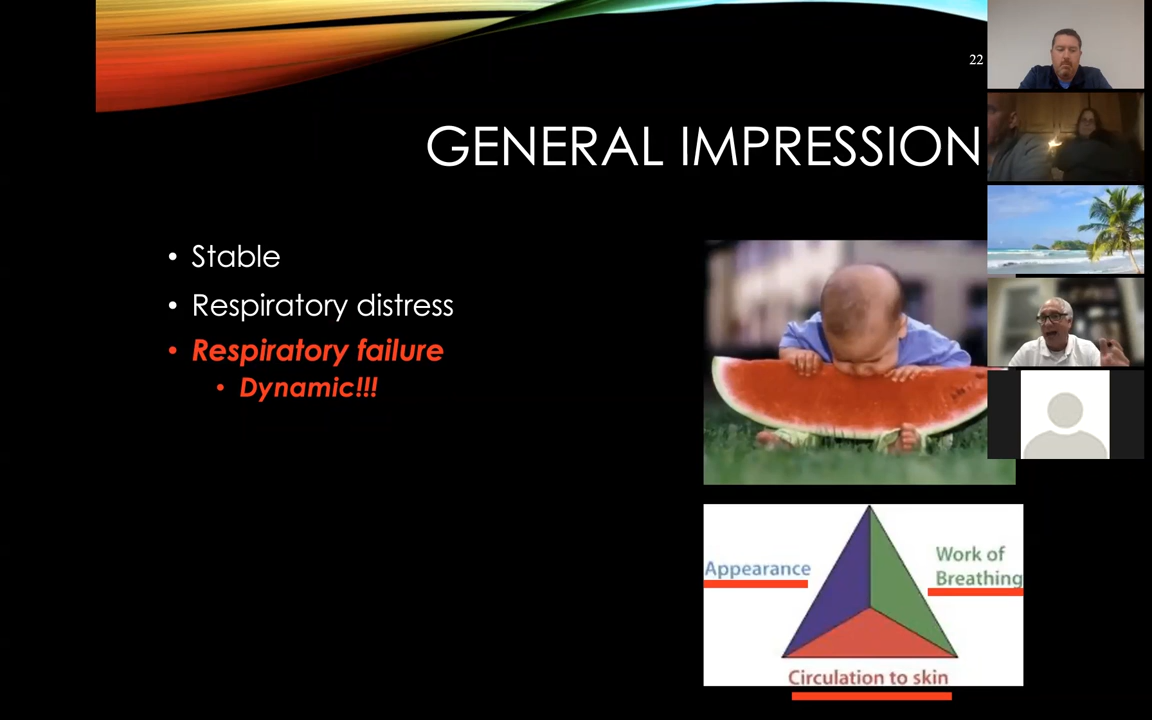 22
GENERAL IMPRESSION
• Stable
• Respiratory distress
• Respiratory failure
• Dynamic!!!
Appearance
Work of
Breathing
Circulation to skin